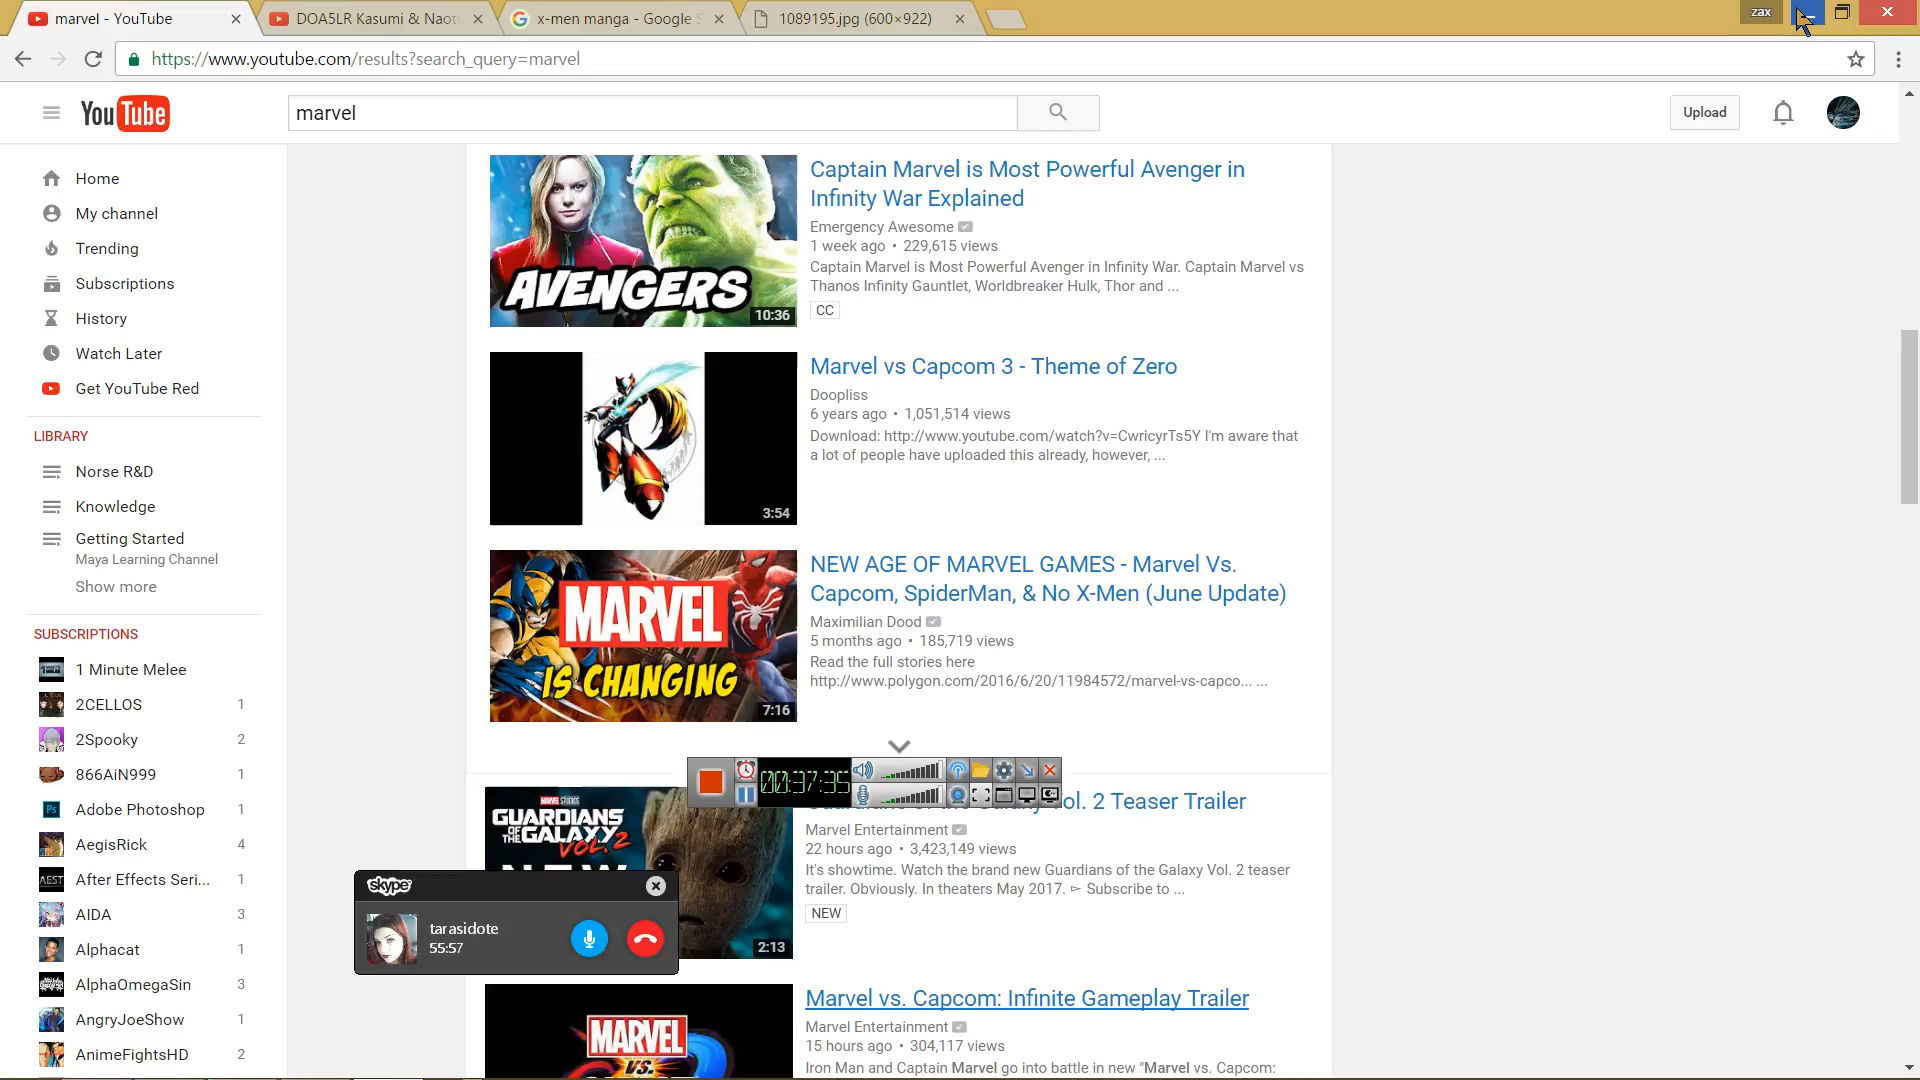 marvel - YouTube
DOA5LR Kasumi & Naot
x-men manga - Google S
1089195.jpg (600×922)
zax
https://www.youtube.com/results?search_query=marvel
YouTube
marvel
Upload
Home
My channel
Trending
Subscriptions
History
Watch Later
Get YouTube Red
LIBRARY
Norse R&D
Knowledge
Getting Started
Maya Learning Channel
Show more
SUBSCRIPTIONS
1 Minute Melee
2CELLOS 1
2Spooky 2
866AiN999 1
Adobe Photoshop 1
AegisRick 4
After Effects Seri... 1
AIDA 3
Alphacat 1
AlphaOmegaSin 3
AngryJoeShow 1
AnimeFightsHD 2
AVENGERS
10:36
Captain Marvel is Most Powerful Avenger in
Infinity War Explained
Emergency Awesome
1 week ago • 229,615 views
Captain Marvel is Most Powerful Avenger in Infinity War. Captain Marvel vs
Thanos Infinity Gauntlet, Worldbreaker Hulk, Thor and ...
CC
3:54
Marvel vs Capcom 3 - Theme of Zero
Doopliss
6 years ago • 1,051,514 views
Download: http://www.youtube.com/watch?v=CwricyrTs5Y I'm aware that
a lot of people have uploaded this already, however, ...
MARVEL
IS CHANGING
7:16
NEW AGE OF MARVEL GAMES - Marvel Vs.
Capcom, SpiderMan, & No X-Men (June Update)
Maximilian Dood
5 months ago • 185,719 views
Read the full stories here
http://www.polygon.com/2016/6/20/11984572/marvel-vs-capco... ...
00:37:35
MARVEL STUDIOS
GUARDIANS
OF THE GALAXY
VOL. 2
NEW
2:13
Vol. 2 Teaser Trailer
Marvel Entertainment
22 hours ago • 3,423,149 views
It's showtime. Watch the brand new Guardians of the Galaxy Vol. 2 teaser
trailer. Obviously. In theaters May 2017. ► Subscribe to ...
NEW
skype
tarasidote
55:57
MARVEL
VS.
Marvel vs. Capcom: Infinite Gameplay Trailer
Marvel Entertainment
15 hours ago • 304,117 views
Iron Man and Captain Marvel go into battle in new "Marvel vs. Capcom: